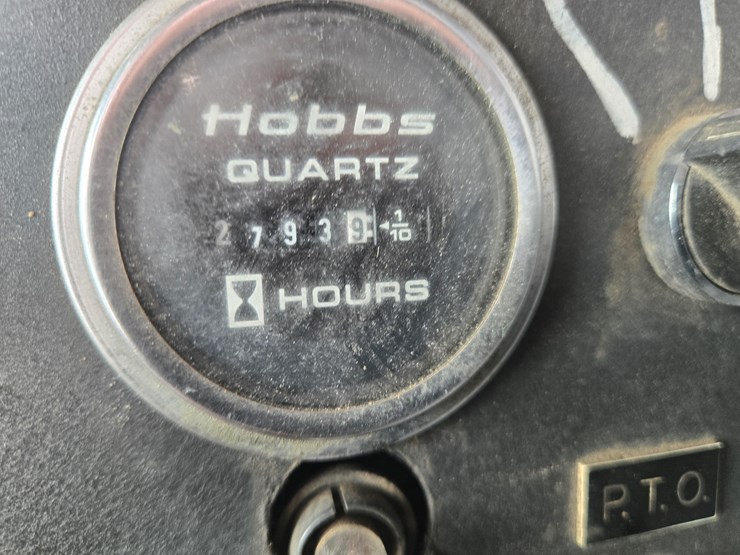 Hobbs
QUARTZ
27939 1/10
HOURS
P.T.O.